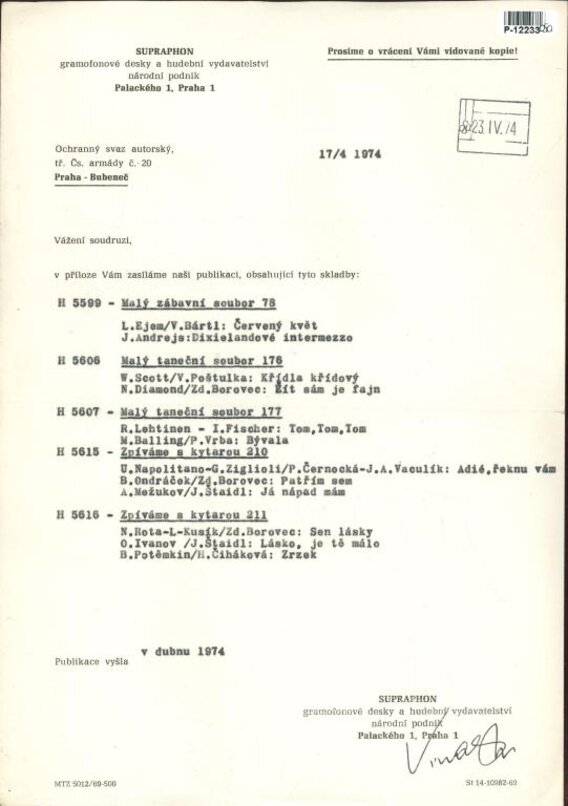 P-12233
SUPRAPHON
gramofonové desky a hudební vydavatelství
národní podnik
Palackého 1, Praha 1
Prosíme o vrácení Vámi vidované kopie!
23.IV.74
Ochranný svaz autorský,
tř. Čs. armády č. 20
Praha - Bubeneč
17/4 1974
Vážení soudruzi,
v příloze Vám zasíláme naši publikaci, obsahující tyto skladby:
H 5599 - Malý zábavní soubor 78
L.Ejem/V.Bártl: Červený květ
J.Andrejs:Dixielandové intermezzo
H 5606 Malý taneční soubor 176
W.Scott/V.Poštulka: Křídla křídový
N.Diamond/Zd.Borovec: Žít sám je fajn
H 5607 - Malý taneční soubor 177
R.Lehtinen - I.Fischer: Tom,Tom,Tom
M.Balling/P.Vrba: Bývala
H 5615 - Zpíváme s kytarou 210
U.Napolitano-G.Ziglioli/P.Černocká-J.A.Vaculík: Adié,řeknu vám
B.Ondráček/Zd.Borovec: Patřím sem
A.Mežukov/J.Štaidl: Já nápad mám
H 5616 - Zpíváme s kytarou 211
N.Rota-L-Kusik/Zd.Borovec: Sen lásky
O.Ivanov /J.Štaidl: Lásko, je tě málo
B.Potěmkin/H.Čiháková: Zrzek
Publikace vyšla v dubnu 1974
SUPRAPHON
gramofonové desky a hudební vydavatelství
národní podnik
Palackého 1, Praha 1
MTZ 5012/69-500
St 14-10982-69